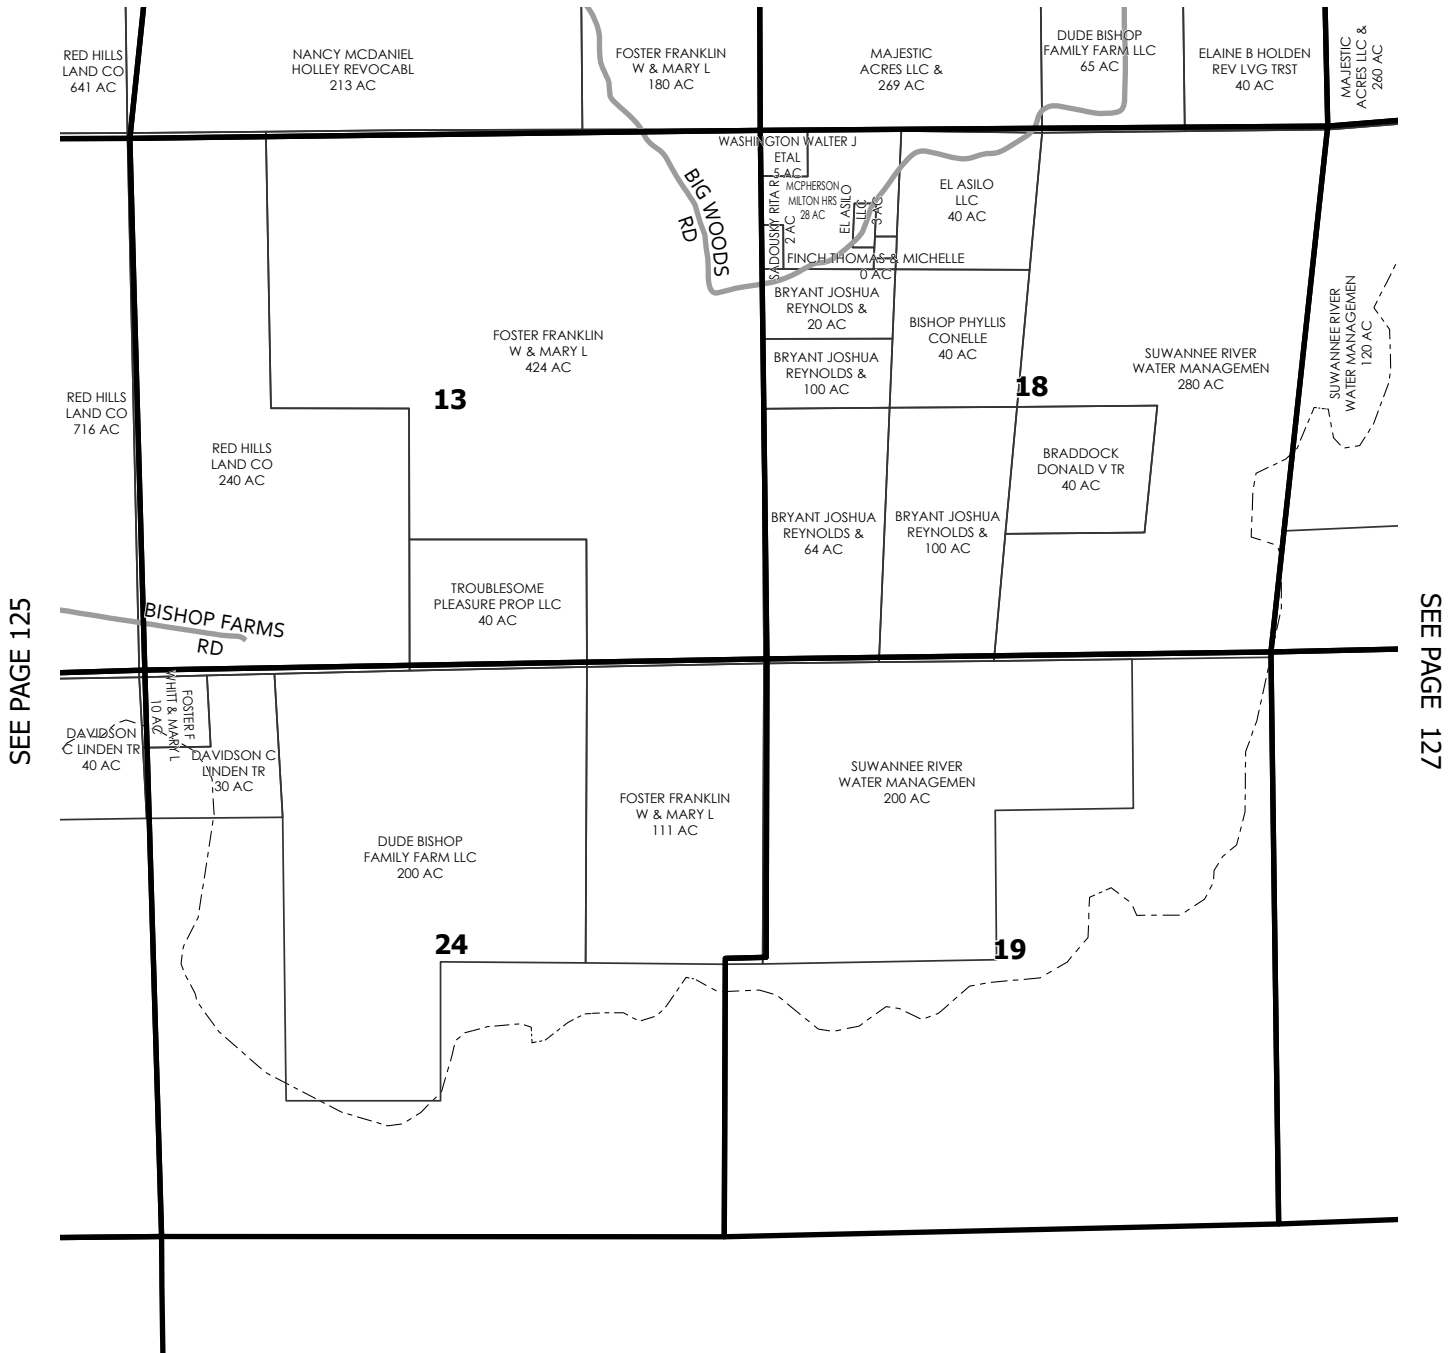 RED HILLS
LAND CO
641 AC
NANCY MCDANIEL
HOLLEY REVOCABL
213 AC
FOSTER FRANKLIN
W & MARY L
180 AC
MAJESTIC
ACRES LLC &
269 AC
DUDE BISHOP
FAMILY FARM LLC
65 AC
ELAINE B HOLDEN
REV LVG TRST
40 AC
MAJESTIC
ACRES LLC &
260 AC
WASHINGTON WALTER J
ETAL
5 AC
MCPHERSON
MILTON HRS
28 AC
SADOUSKY RITA R
2 AC
EL ASILO
LLC
3 AC
EL ASILO
LLC
40 AC
FINCH THOMAS & MICHELLE
0 AC
BIG WOODS
RD
BRYANT JOSHUA
REYNOLDS &
20 AC
BISHOP PHYLLIS
CONELLE
40 AC
BRYANT JOSHUA
REYNOLDS &
100 AC
FOSTER FRANKLIN
W & MARY L
424 AC
13
18
SUWANNEE RIVER
WATER MANAGEMEN
280 AC
SUWANNEE RIVER
WATER MANAGEMEN
120 AC
RED HILLS
LAND CO
716 AC
RED HILLS
LAND CO
240 AC
BRADDOCK
DONALD V TR
40 AC
BRYANT JOSHUA
REYNOLDS &
64 AC
BRYANT JOSHUA
REYNOLDS &
100 AC
TROUBLESOME
PLEASURE PROP LLC
40 AC
BISHOP FARMS
RD
SEE PAGE 125
SEE PAGE 127
FOSTER F
WHITT & MARY L
10 AC
DAVIDSON
C LINDEN TR
40 AC
DAVIDSON C
LINDEN TR
30 AC
DUDE BISHOP
FAMILY FARM LLC
200 AC
FOSTER FRANKLIN
W & MARY L
111 AC
SUWANNEE RIVER
WATER MANAGEMEN
200 AC
24
19